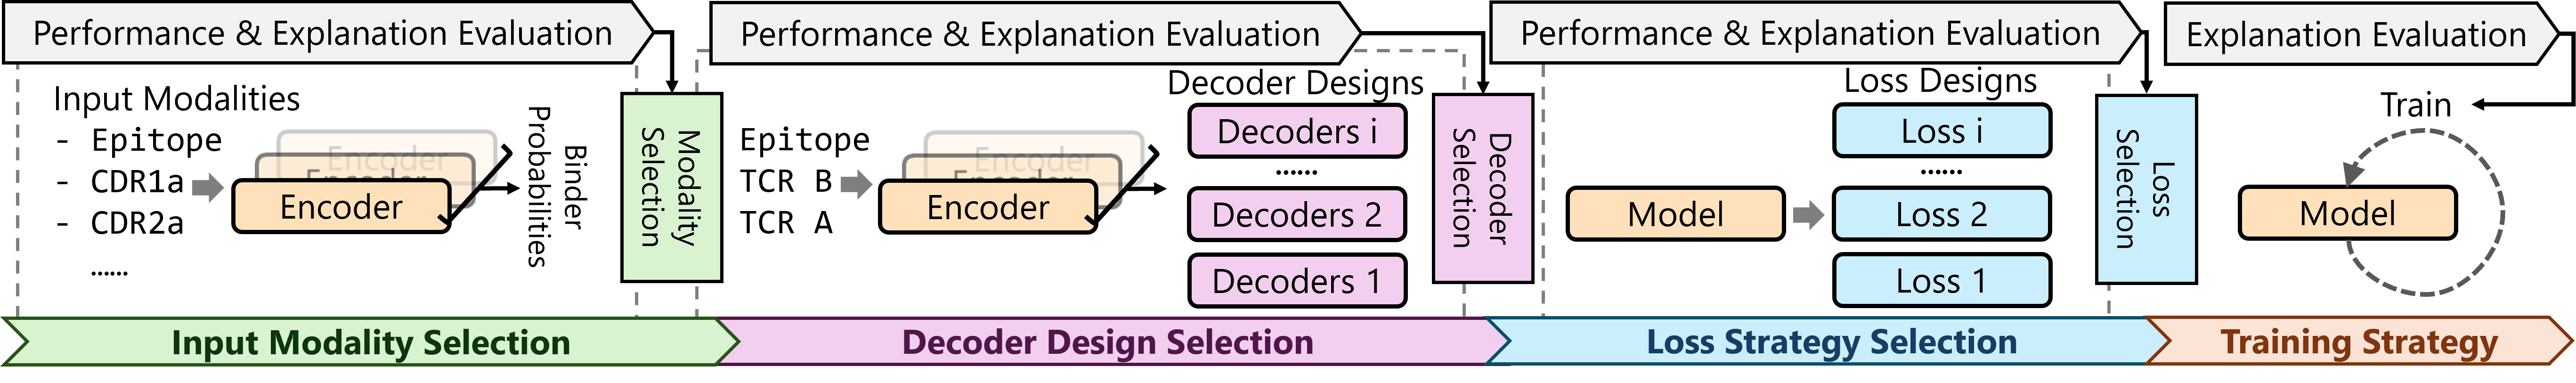 Performance & Explanation Evaluation
Input Modalities
- Epitope
- CDR1a
- CDR2a
......
Encoder
Encoder
Encoder
Binder
Probabilities
Modality
Selection
Performance & Explanation Evaluation
Epitope
TCR B
TCR A
Encoder
Encoder
Encoder
Decoder Designs
Decoders i
......
Decoders 2
Decoders 1
Decoder
Selection
Performance & Explanation Evaluation
Model
Loss Designs
Loss i
......
Loss 2
Loss 1
Loss
Selection
Explanation Evaluation
Train
Model
Input Modality Selection
Decoder Design Selection
Loss Strategy Selection
Training Strategy